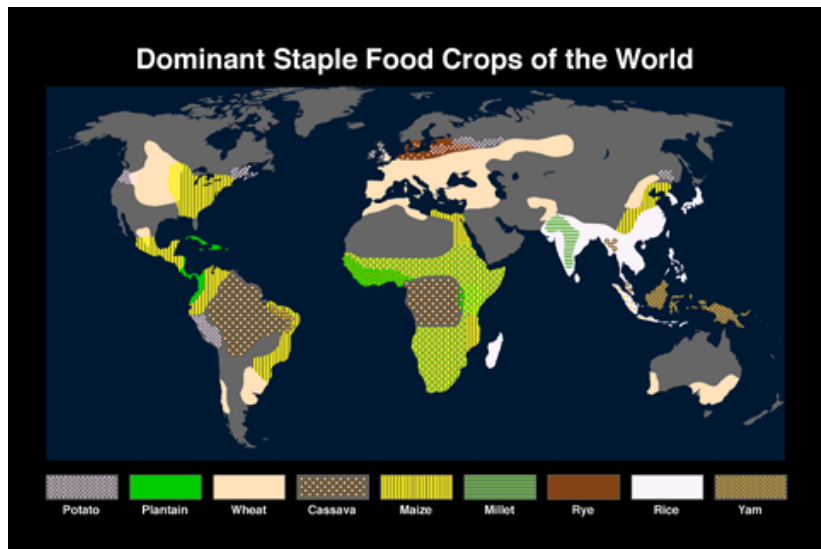 Dominant Staple Food Crops of the World
Potato Plantain Wheat Cassava Maize Millet Rye Rice Yam